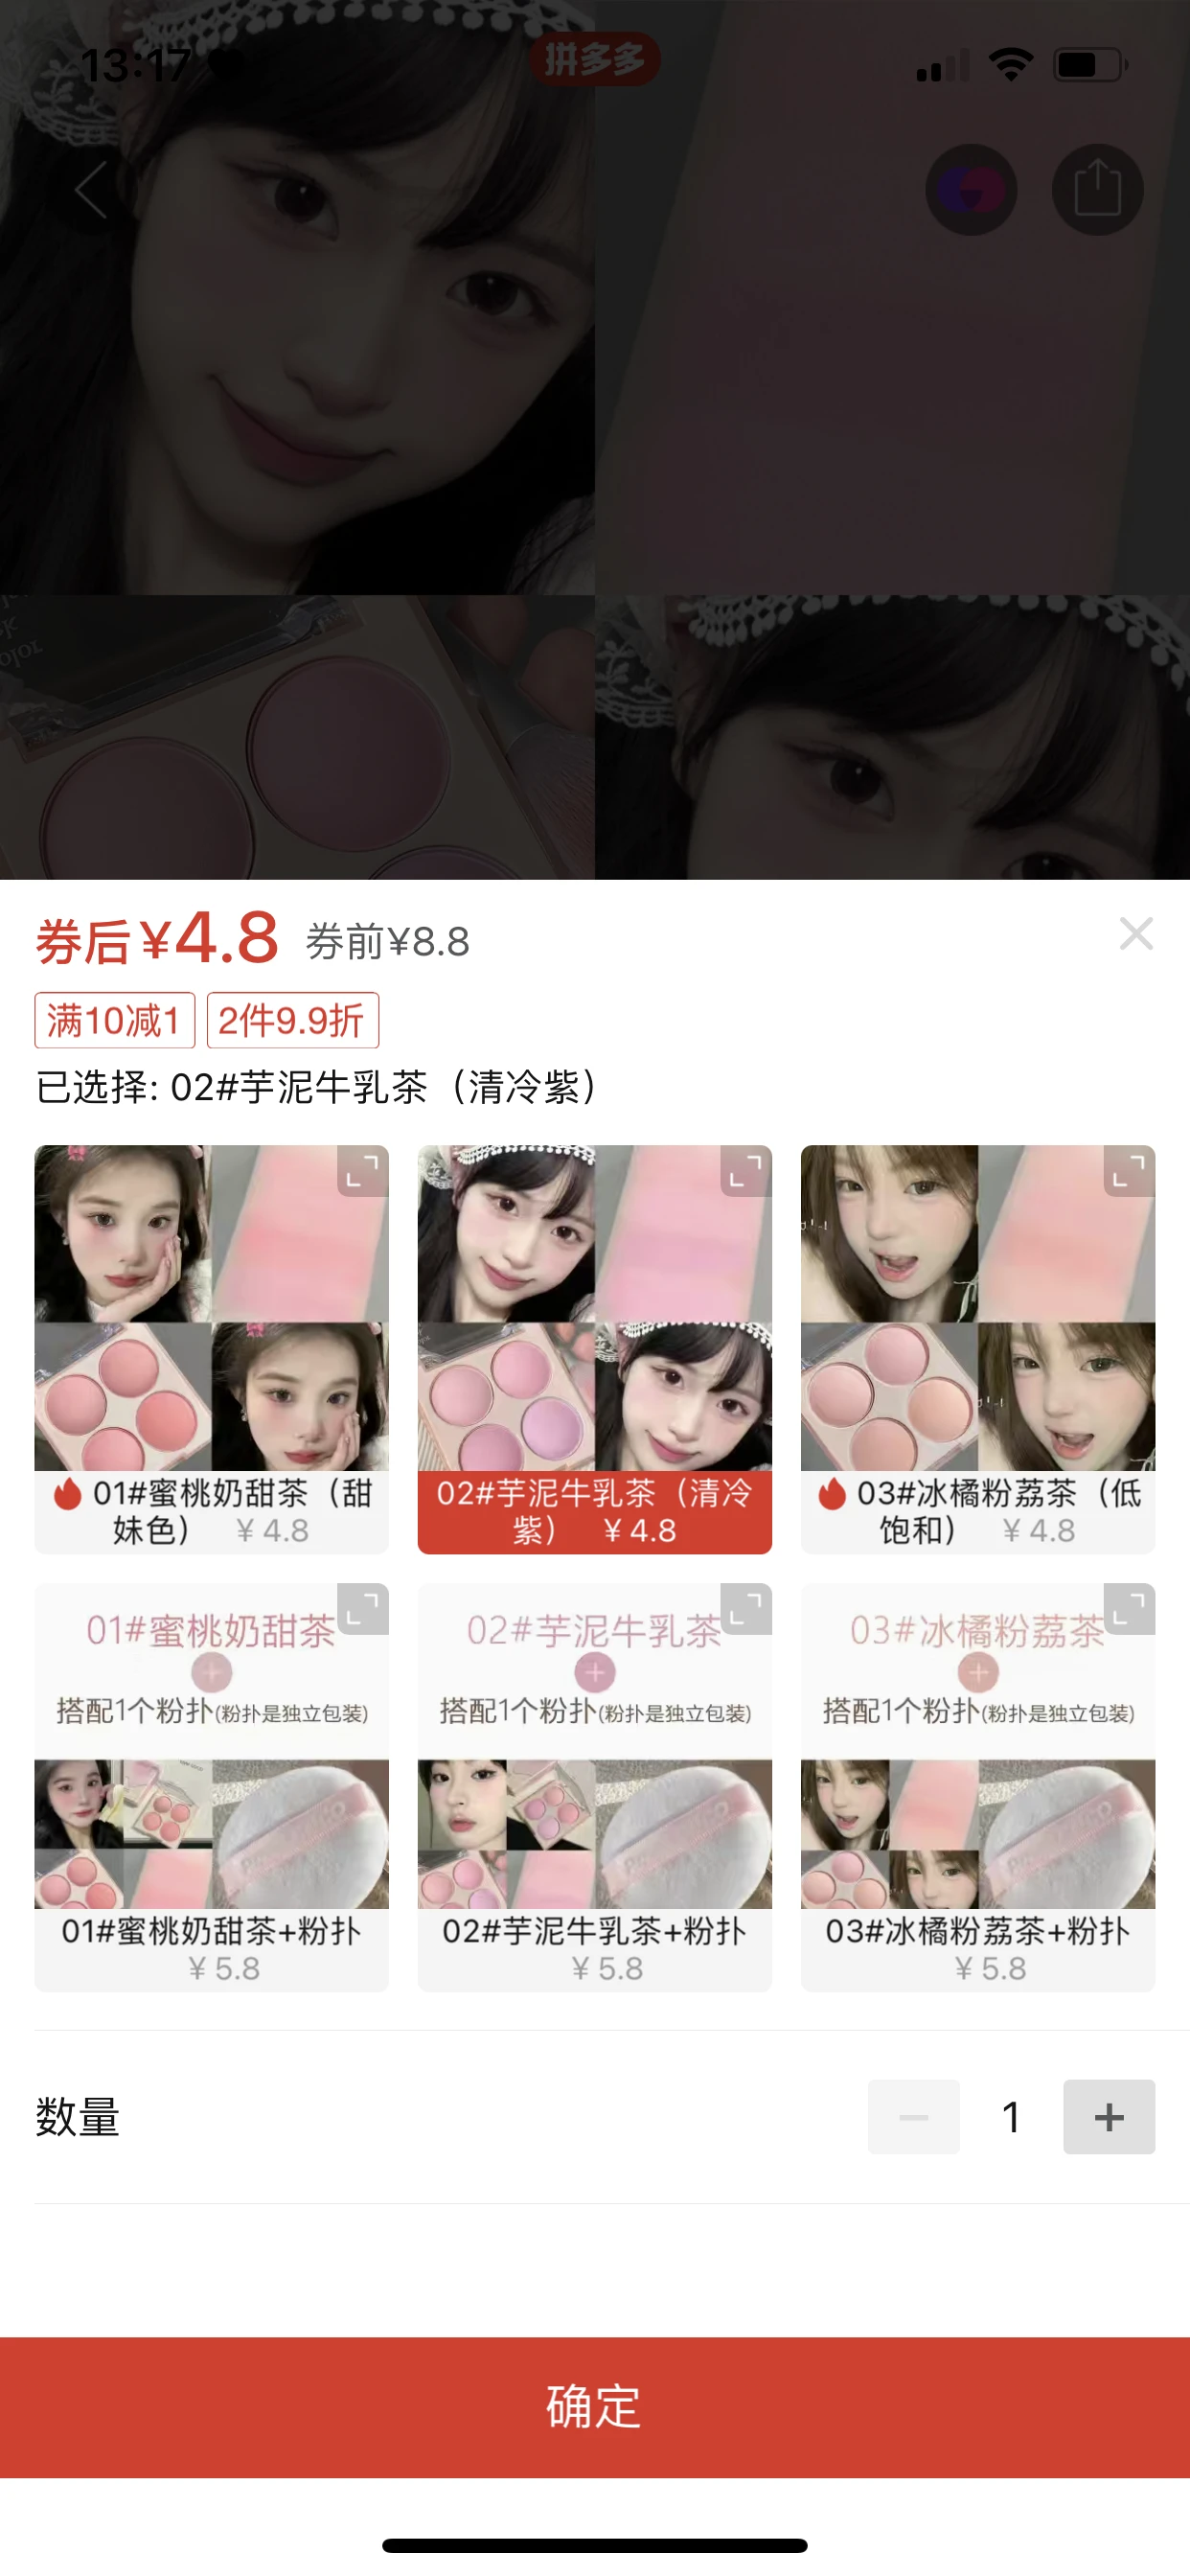 13:17
拼多多
券后¥4.8 券前¥8.8
满10减1 2件9.9折
已选择: 02#芋泥牛乳茶（清冷紫）
01#蜜桃奶甜茶（甜
妹色） ¥4.8
02#芋泥牛乳茶（清冷
紫） ¥4.8
03#冰橘粉荔茶（低
饱和） ¥4.8
01#蜜桃奶甜茶
+
搭配1个粉扑(粉扑是独立包装)
01#蜜桃奶甜茶+粉扑
¥5.8
02#芋泥牛乳茶
+
搭配1个粉扑(粉扑是独立包装)
02#芋泥牛乳茶+粉扑
¥5.8
03#冰橘粉荔茶
+
搭配1个粉扑(粉扑是独立包装)
03#冰橘粉荔茶+粉扑
¥5.8
数量
1
确定